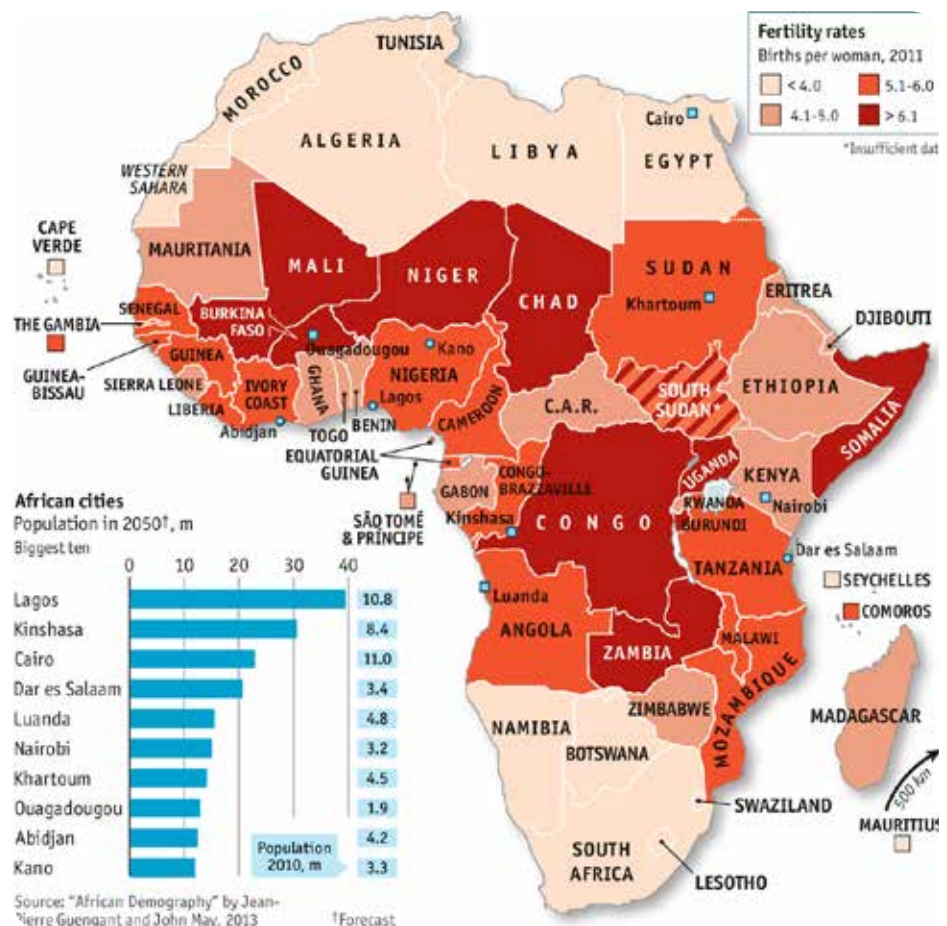 Fertility rates
Births per woman, 2011
< 4.0
5.1-6.0
4.1-5.0
> 6.1
*Insufficient dat
TUNISIA
MOROCCO
ALGERIA
LIBYA
Cairo
EGYPT
WESTERN
SAHARA
CAPE
VERDE
MAURITANIA
MALI
NIGER
CHAD
SUDAN
Khartoum
ERITREA
DJIBOUTI
SENEGAL
THE GAMBIA
BURKINA
FASO
Ouagadougou
Kano
GUINEA-
BISSAU
GUINEA
SIERRA LEONE
LIBERIA
IVORY
COAST
Abidjan
GHANA
TOGO
BENIN
NIGERIA
Lagos
CAMEROON
C.A.R.
SOUTH
SUDAN*
ETHIOPIA
SOMALIA
EQUATORIAL
GUINEA
GABON
CONGO-
BRAZZAVILLE
SÃO TOMÉ
& PRÍNCIPE
Kinshasa
CONGO
UGANDA
KENYA
Nairobi
RWANDA
BURUNDI
TANZANIA
Dar es Salaam
SEYCHELLES
COMOROS
Luanda
ANGOLA
ZAMBIA
MALAWI
MOZAMBIQUE
ZIMBABWE
MADAGASCAR
NAMIBIA
BOTSWANA
SWAZILAND
SOUTH
AFRICA
LESOTHO
500 km
MAURITIUS
African cities
Population in 2050†, m
Biggest ten
0 10 20 30 40
Lagos 10.8
Kinshasa 8.4
Cairo 11.0
Dar es Salaam 3.4
Luanda 4.8
Nairobi 3.2
Khartoum 4.5
Ouagadougou 1.9
Abidjan 4.2
Kano 3.3
Population
2010, m
Source: "African Demography" by Jean-
Pierre Guengant and John May, 2013
†Forecast